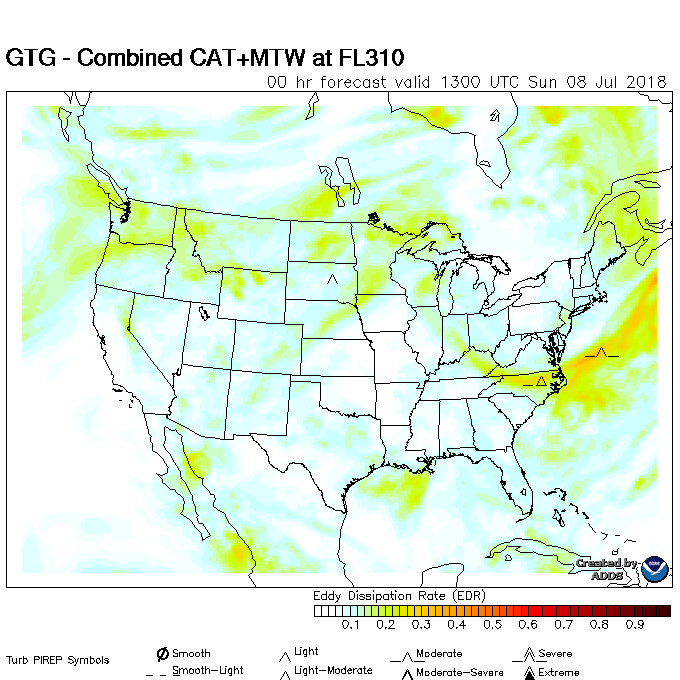 GTG - Combined CAT+MTW at FL310
00 hr forecast valid 1300 UTC Sun 08 Jul 2018
Created by
ADDS
Eddy Dissipation Rate (EDR)
0.1 0.2 0.3 0.4 0.5 0.6 0.7 0.8 0.9
Turb PIREP Symbols
Smooth Light Moderate Severe
Smooth-Light Light-Moderate Moderate-Severe Extreme